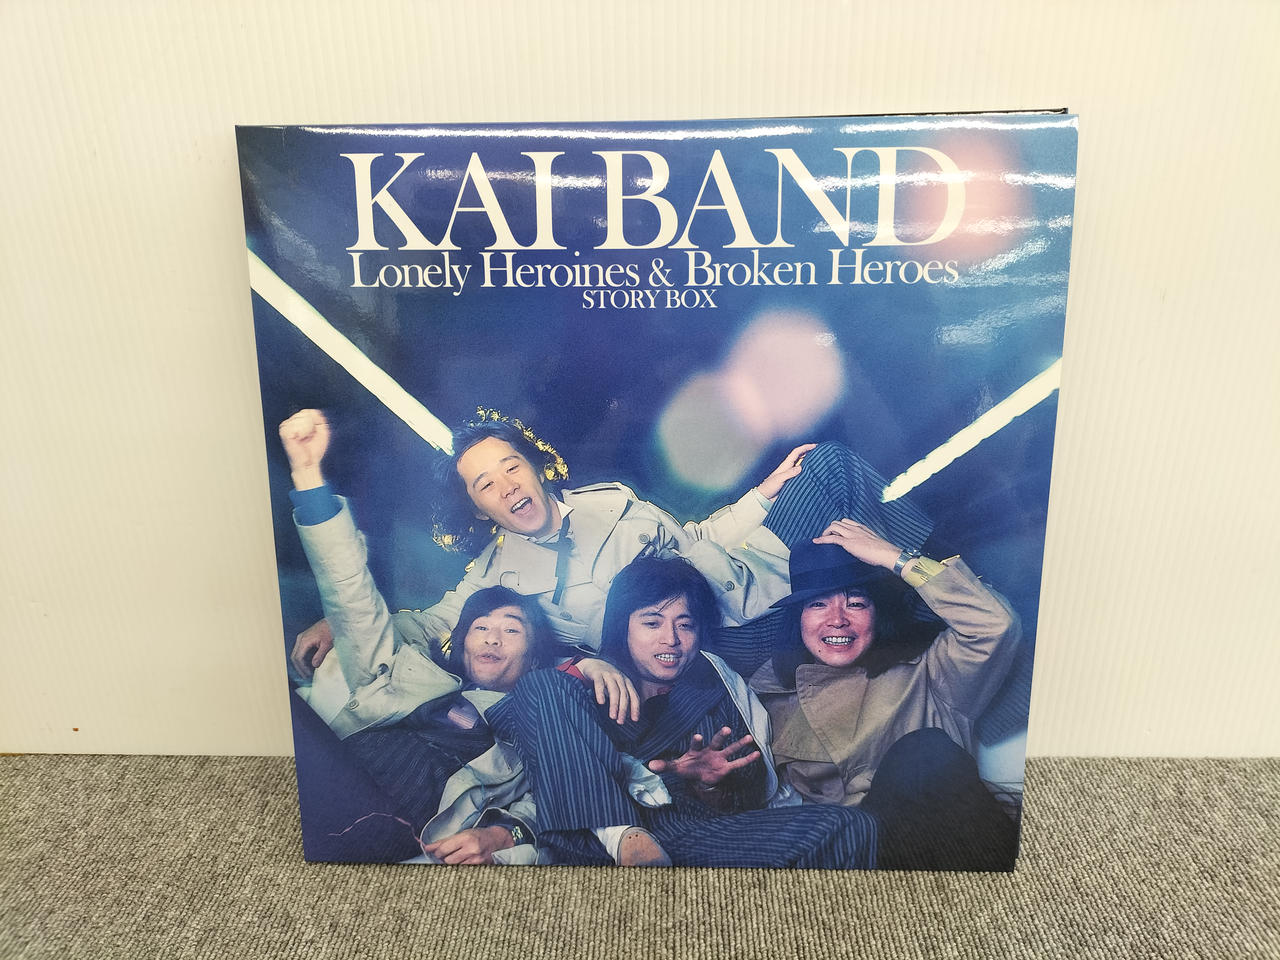 KAI BAND
Lonely Heroines & Broken Heroes
STORY BOX